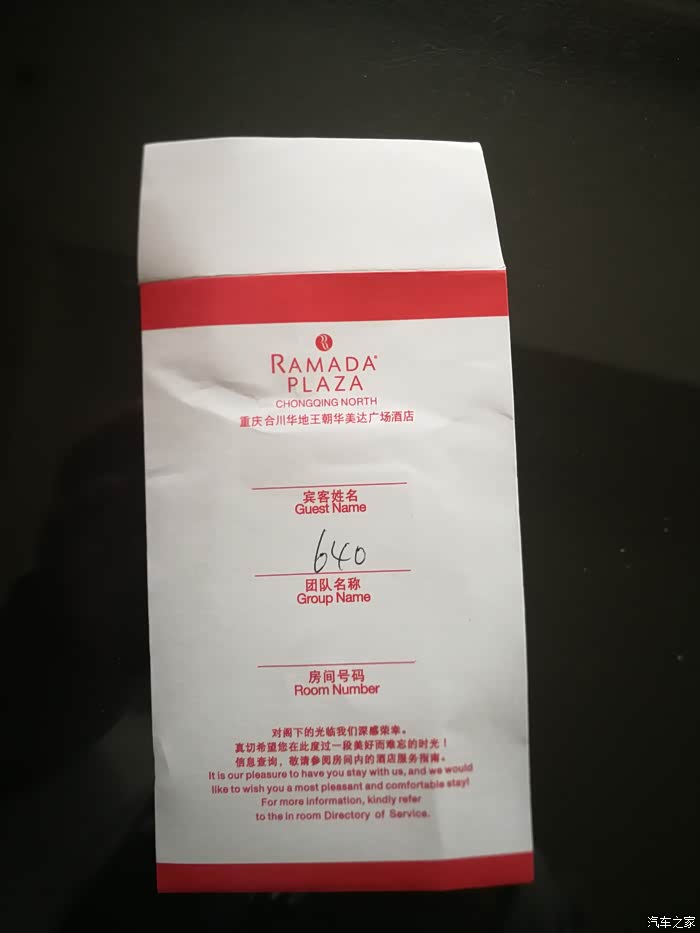 RAMADA®
PLAZA
CHONGQING NORTH
重庆合川华地王朝华美达广场酒店
宾客姓名
Guest Name
640
团队名称
Group Name
房间号码
Room Number
对阁下的光临我们深感荣幸。
真切希望您在此度过一段美好而难忘的时光！
信息查询，敬请参阅房间内的酒店服务指南。
It is our pleasure to have you stay with us, and we would
like to wish you a most pleasant and comfortable stay!
For more information, kindly refer
to the in room Directory of Service.
汽车之家